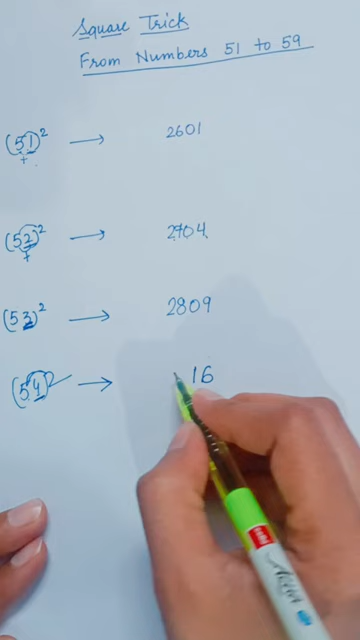 Square Trick
From Numbers 51 to 59
(51)² → 2601
+
(52)² → 2704
+
(53)² → 2809
(54)² → 16